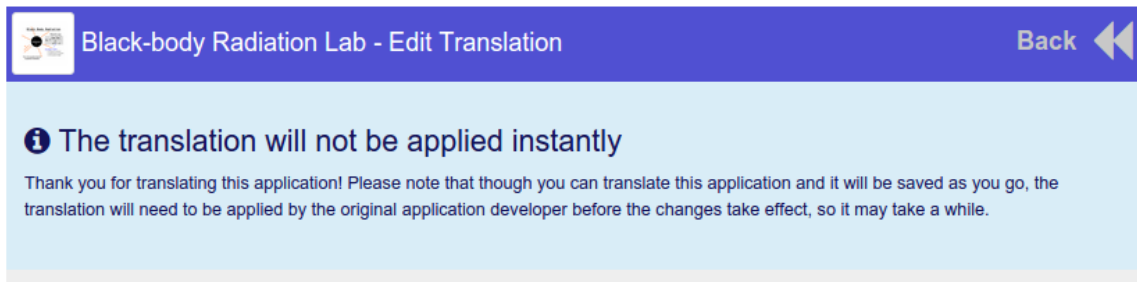 Black-body Radiation Lab - Edit Translation
Back
The translation will not be applied instantly
Thank you for translating this application! Please note that though you can translate this application and it will be saved as you go, the
translation will need to be applied by the original application developer before the changes take effect, so it may take a while.